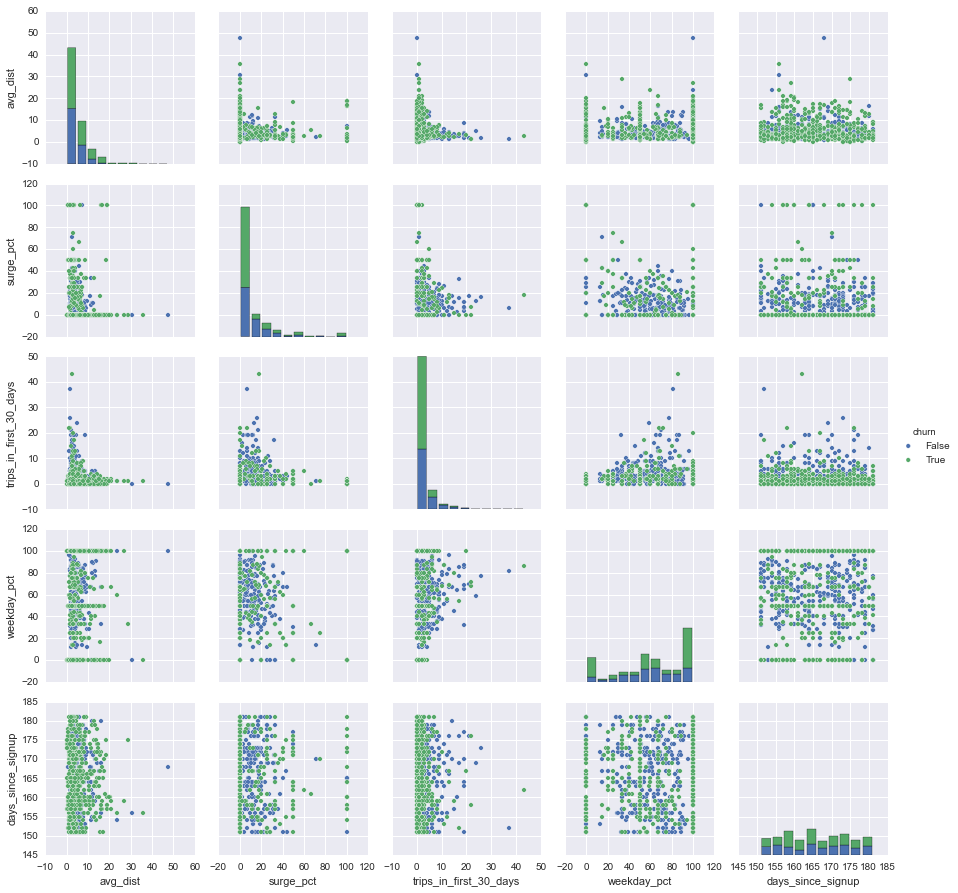 60
50
40
30
20
10
0
−10
avg_dist
120
100
80
60
40
20
0
−20
surge_pct
50
40
30
20
10
0
−10
trips_in_first_30_days
churn
False
True
120
100
80
60
40
20
0
−20
weekday_pct
185
180
175
170
165
160
155
150
145
days_since_signup
−10 0 10 20 30 40 50 60
−20 0 20 40 60 80 100 120
−10 0 10 20 30 40 50
−20 0 20 40 60 80 100 120
145 150 155 160 165 170 175 180 185
avg_dist
surge_pct
trips_in_first_30_days
weekday_pct
days_since_signup